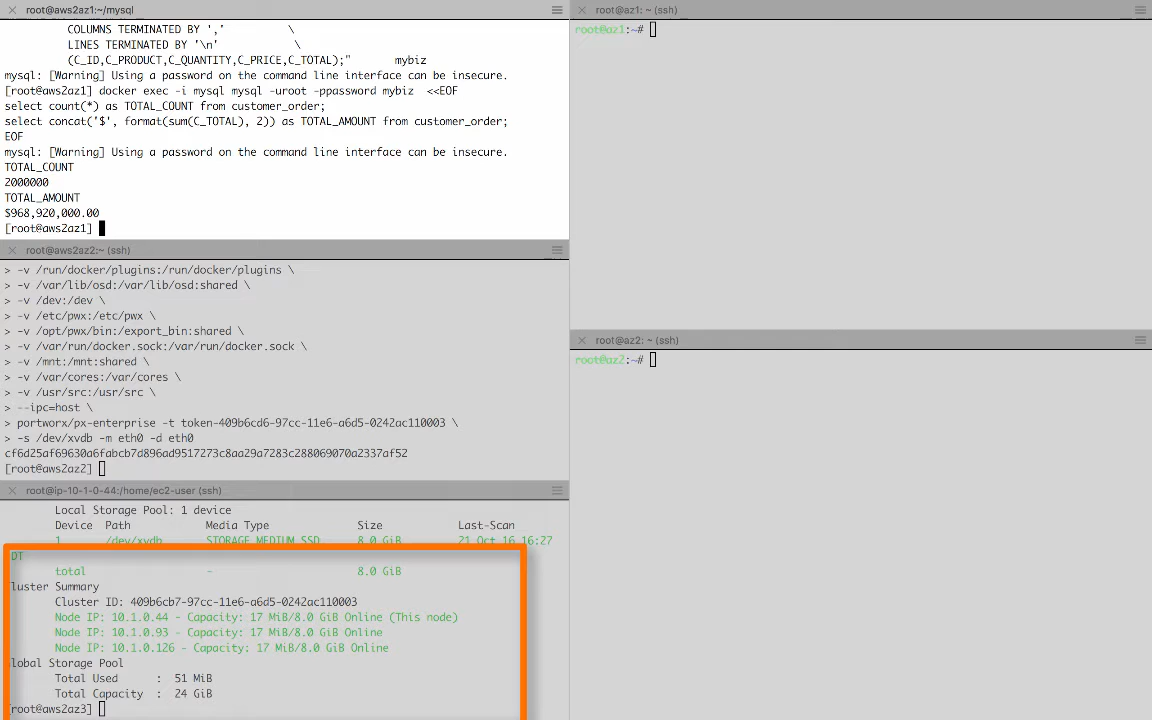 root@aws2az1:~/mysql
COLUMNS TERMINATED BY ',' \
LINES TERMINATED BY '\n' \
(C_ID,C_PRODUCT,C_QUANTITY,C_PRICE,C_TOTAL);" mybiz
mysql: [Warning] Using a password on the command line interface can be insecure.
[root@aws2az1] docker exec -i mysql mysql -uroot -ppassword mybiz <<EOF
select count(*) as TOTAL_COUNT from customer_order;
select concat('$', format(sum(C_TOTAL), 2)) as TOTAL_AMOUNT from customer_order;
EOF
mysql: [Warning] Using a password on the command line interface can be insecure.
TOTAL_COUNT
2000000
TOTAL_AMOUNT
$968,920,000.00
[root@aws2az1]
root@aws2az2:~ (ssh)
> -v /run/docker/plugins:/run/docker/plugins \
> -v /var/lib/osd:/var/lib/osd:shared \
> -v /dev:/dev \
> -v /etc/pwx:/etc/pwx \
> -v /opt/pwx/bin:/export_bin:shared \
> -v /var/run/docker.sock:/var/run/docker.sock \
> -v /mnt:/mnt:shared \
> -v /var/cores:/var/cores \
> -v /usr/src:/usr/src \
> --ipc=host \
> portworx/px-enterprise -t token-409b6cd6-97cc-11e6-a6d5-0242ac110003 \
> -s /dev/xvdb -m eth0 -d eth0
cf6d25af69630a6fabcb7d896ad9517273c8aa29a7283c288069070a2337af52
[root@aws2az2]
root@ip-10-1-0-44:/home/ec2-user (ssh)
Local Storage Pool: 1 device
Device Path Media Type Size Last-Scan
1 /dev/xvdb STORAGE_MEDIUM_SSD 8.0 GiB 21 Oct 16 16:27
DT
total - 8.0 GiB
luster Summary
Cluster ID: 409b6cb7-97cc-11e6-a6d5-0242ac110003
Node IP: 10.1.0.44 - Capacity: 17 MiB/8.0 GiB Online (This node)
Node IP: 10.1.0.93 - Capacity: 17 MiB/8.0 GiB Online
Node IP: 10.1.0.126 - Capacity: 17 MiB/8.0 GiB Online
lobal Storage Pool
Total Used : 51 MiB
Total Capacity : 24 GiB
[root@aws2az3]
root@az1: ~ (ssh)
root@az1:~#
root@az2: ~ (ssh)
root@az2:~#